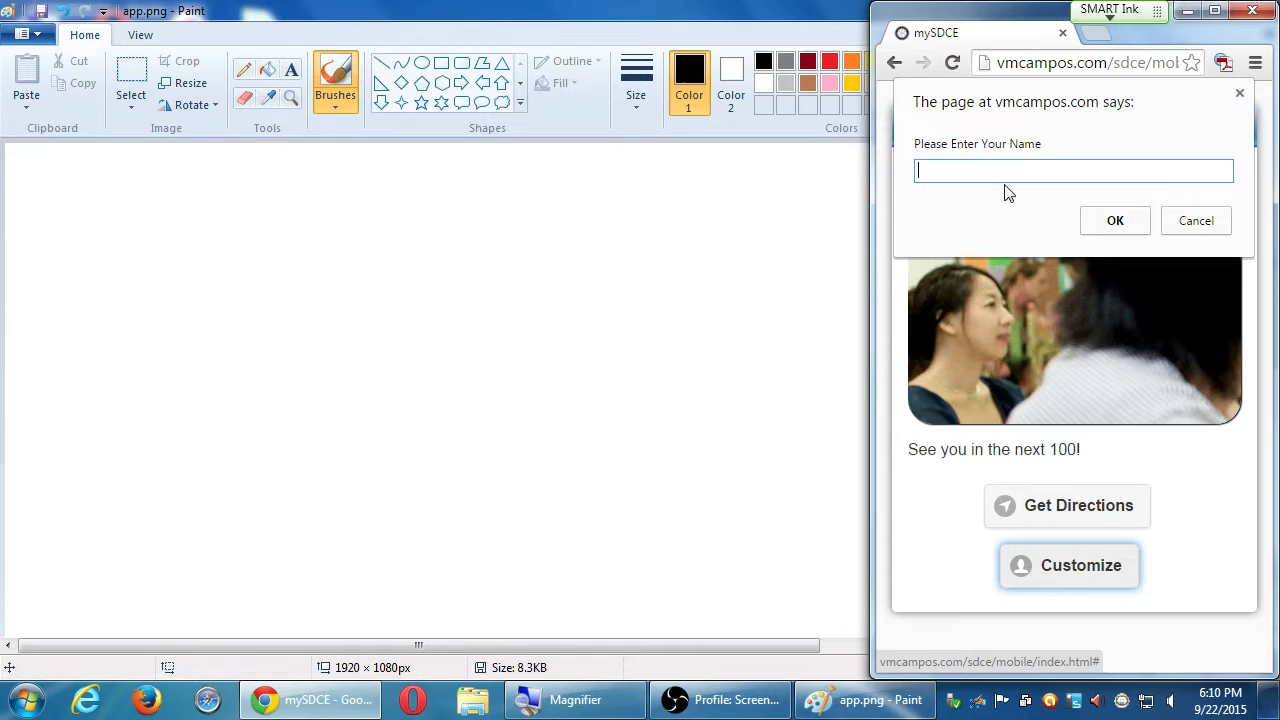 app.png - Paint
Home
View
Paste
Cut
Copy
Clipboard
Select
Crop
Resize
Rotate
Image
A
Tools
Brushes
Shapes
Outline
Fill
Size
Color 1
Color 2
Colors
1920 × 1080px
Size: 8.3KB
SMART Ink
mySDCE
vmcampos.com/sdce/mobi
The page at vmcampos.com says:
Please Enter Your Name
OK
Cancel
See you in the next 100!
Get Directions
Customize
vmcampos.com/sdce/mobile/index.html#
mySDCE - Goo...
Magnifier
Profile: Screen...
app.png - Paint
6:10 PM
9/22/2015